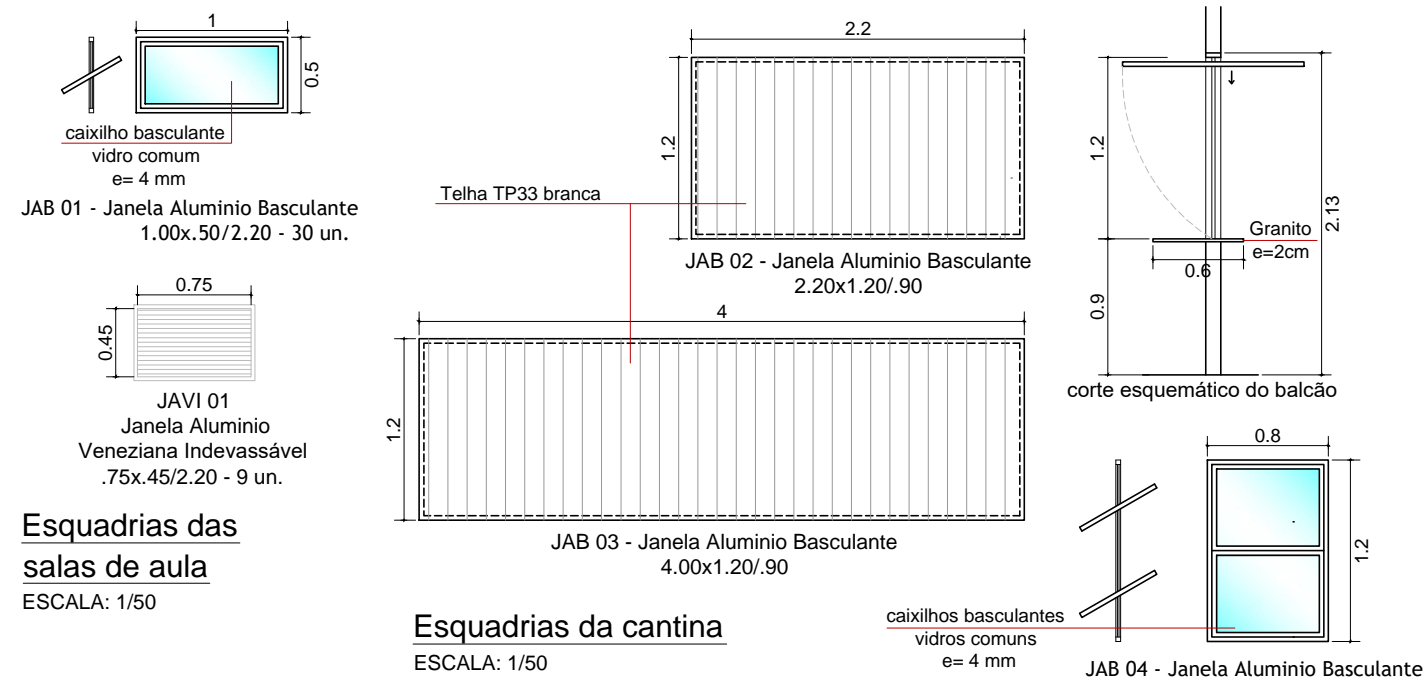 1
0.5
caixilho basculante
vidro comum
e= 4 mm
JAB 01 - Janela Aluminio Basculante
1.00x.50/2.20 - 30 un.
0.75
0.45
JAVI 01
Janela Aluminio
Veneziana Indevassável
.75x.45/2.20 - 9 un.
Esquadrias das
salas de aula
ESCALA: 1/50
2.2
1.2
Telha TP33 branca
JAB 02 - Janela Aluminio Basculante
2.20x1.20/.90
4
1.2
JAB 03 - Janela Aluminio Basculante
4.00x1.20/.90
Esquadrias da cantina
ESCALA: 1/50
1.2
2.13
Granito
e=2cm
0.6
0.9
corte esquemático do balcão
0.8
1.2
caixilhos basculantes
vidros comuns
e= 4 mm
JAB 04 - Janela Aluminio Basculante